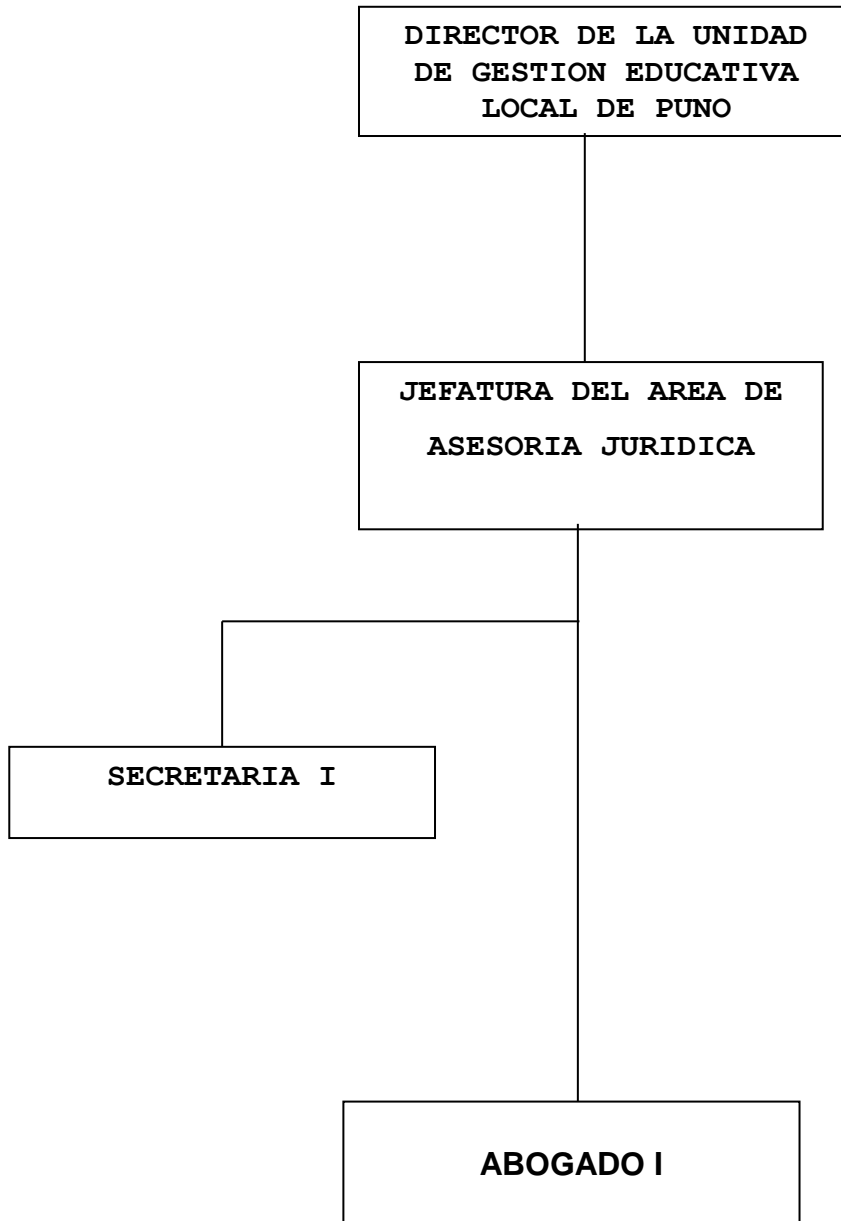 DIRECTOR DE LA UNIDAD
DE GESTION EDUCATIVA
LOCAL DE PUNO
JEFATURA DEL AREA DE
ASESORIA JURIDICA
SECRETARIA I
ABOGADO I